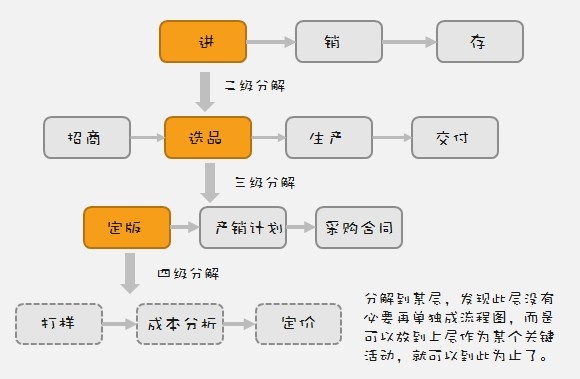 进 销 存
二级分解
招商 选品 生产 交付
三级分解
定版 产销计划 采购合同
四级分解
打样 成本分析 定价
分解到某层，发现此层没有
必要再单独成流程图，而是
可以放到上层作为某个关键
活动，就可以到此为止了。